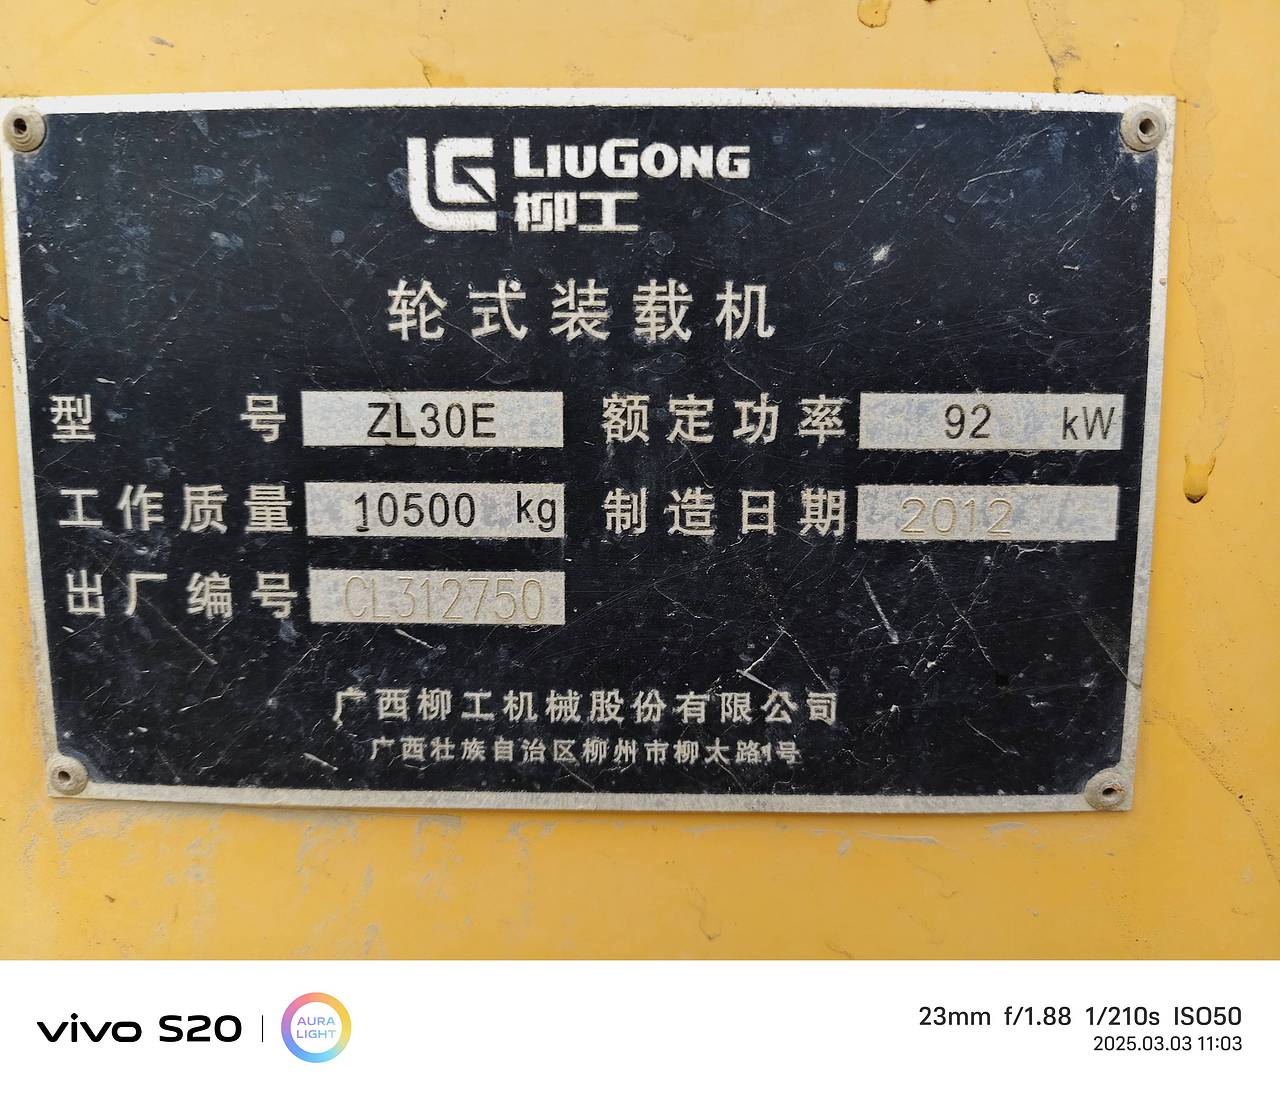 LIUGONG
柳工
轮式装载机
型号 ZL30E 额定功率 92 kW
工作质量 10500 kg 制造日期 2012
出厂编号 CL312750
广西柳工机械股份有限公司
广西壮族自治区柳州市柳太路1号
vivo S20 AURA LIGHT
23mm f/1.88 1/210s ISO50
2025.03.03 11:03